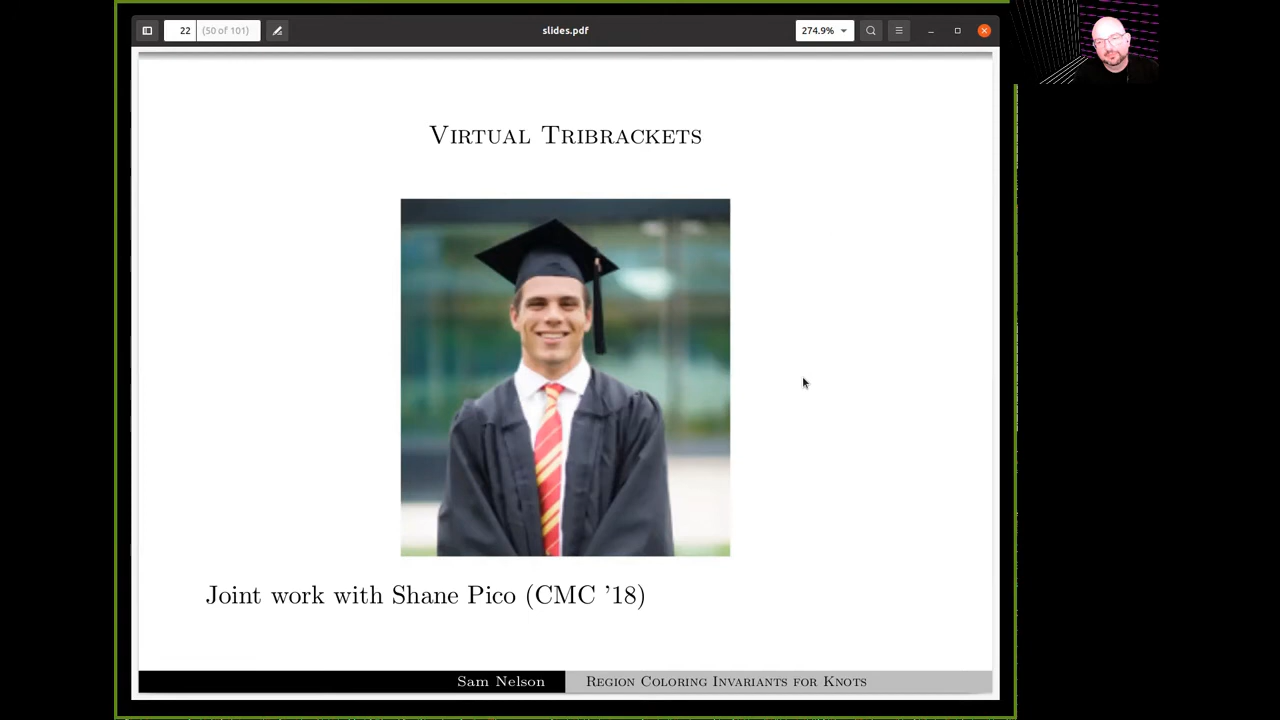 22 (50 of 101) slides.pdf 274.9%
Virtual Tribrackets
Joint work with Shane Pico (CMC ’18)
Sam Nelson Region Coloring Invariants for Knots